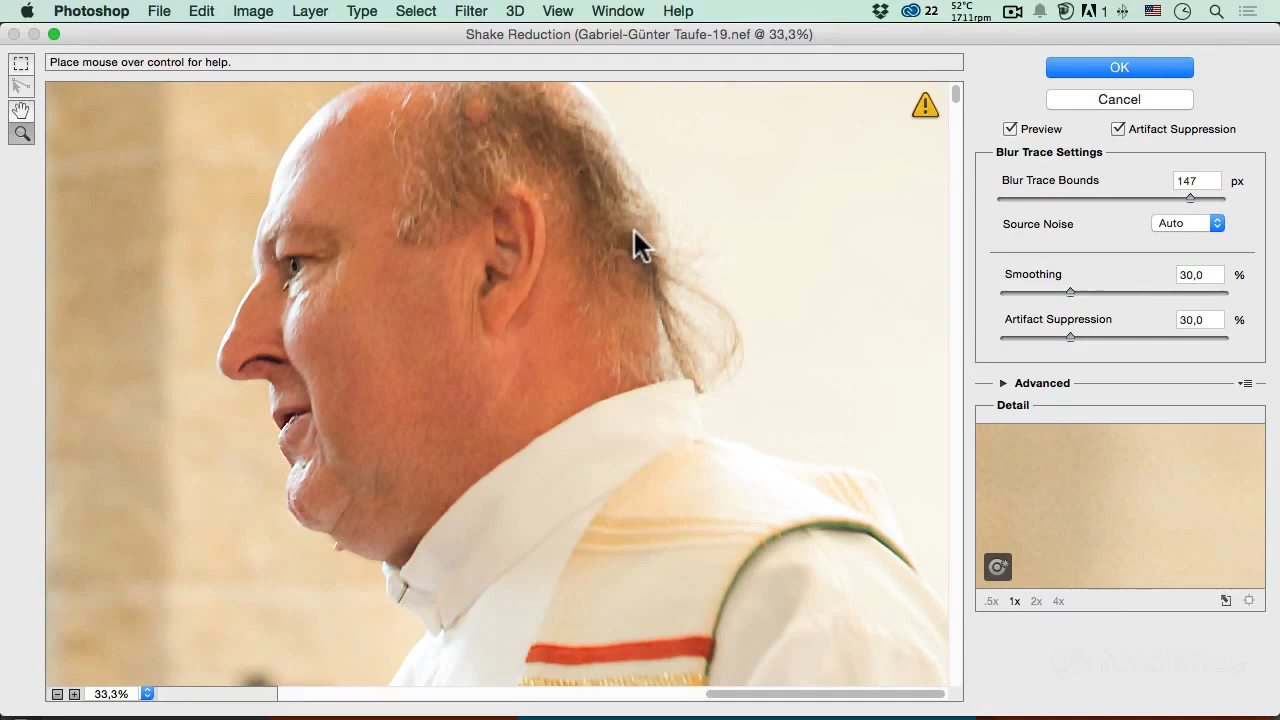 Photoshop File Edit Image Layer Type Select Filter 3D View Window Help 22 52°C 1711rpm 1
Shake Reduction (Gabriel-Günter Taufe-19.nef @ 33,3%)
Place mouse over control for help.
OK
Cancel
Preview Artifact Suppression
Blur Trace Settings
Blur Trace Bounds 147 px
Source Noise Auto
Smoothing 30,0 %
Artifact Suppression 30,0 %
Advanced
Detail
.5x 1x 2x 4x
33,3%